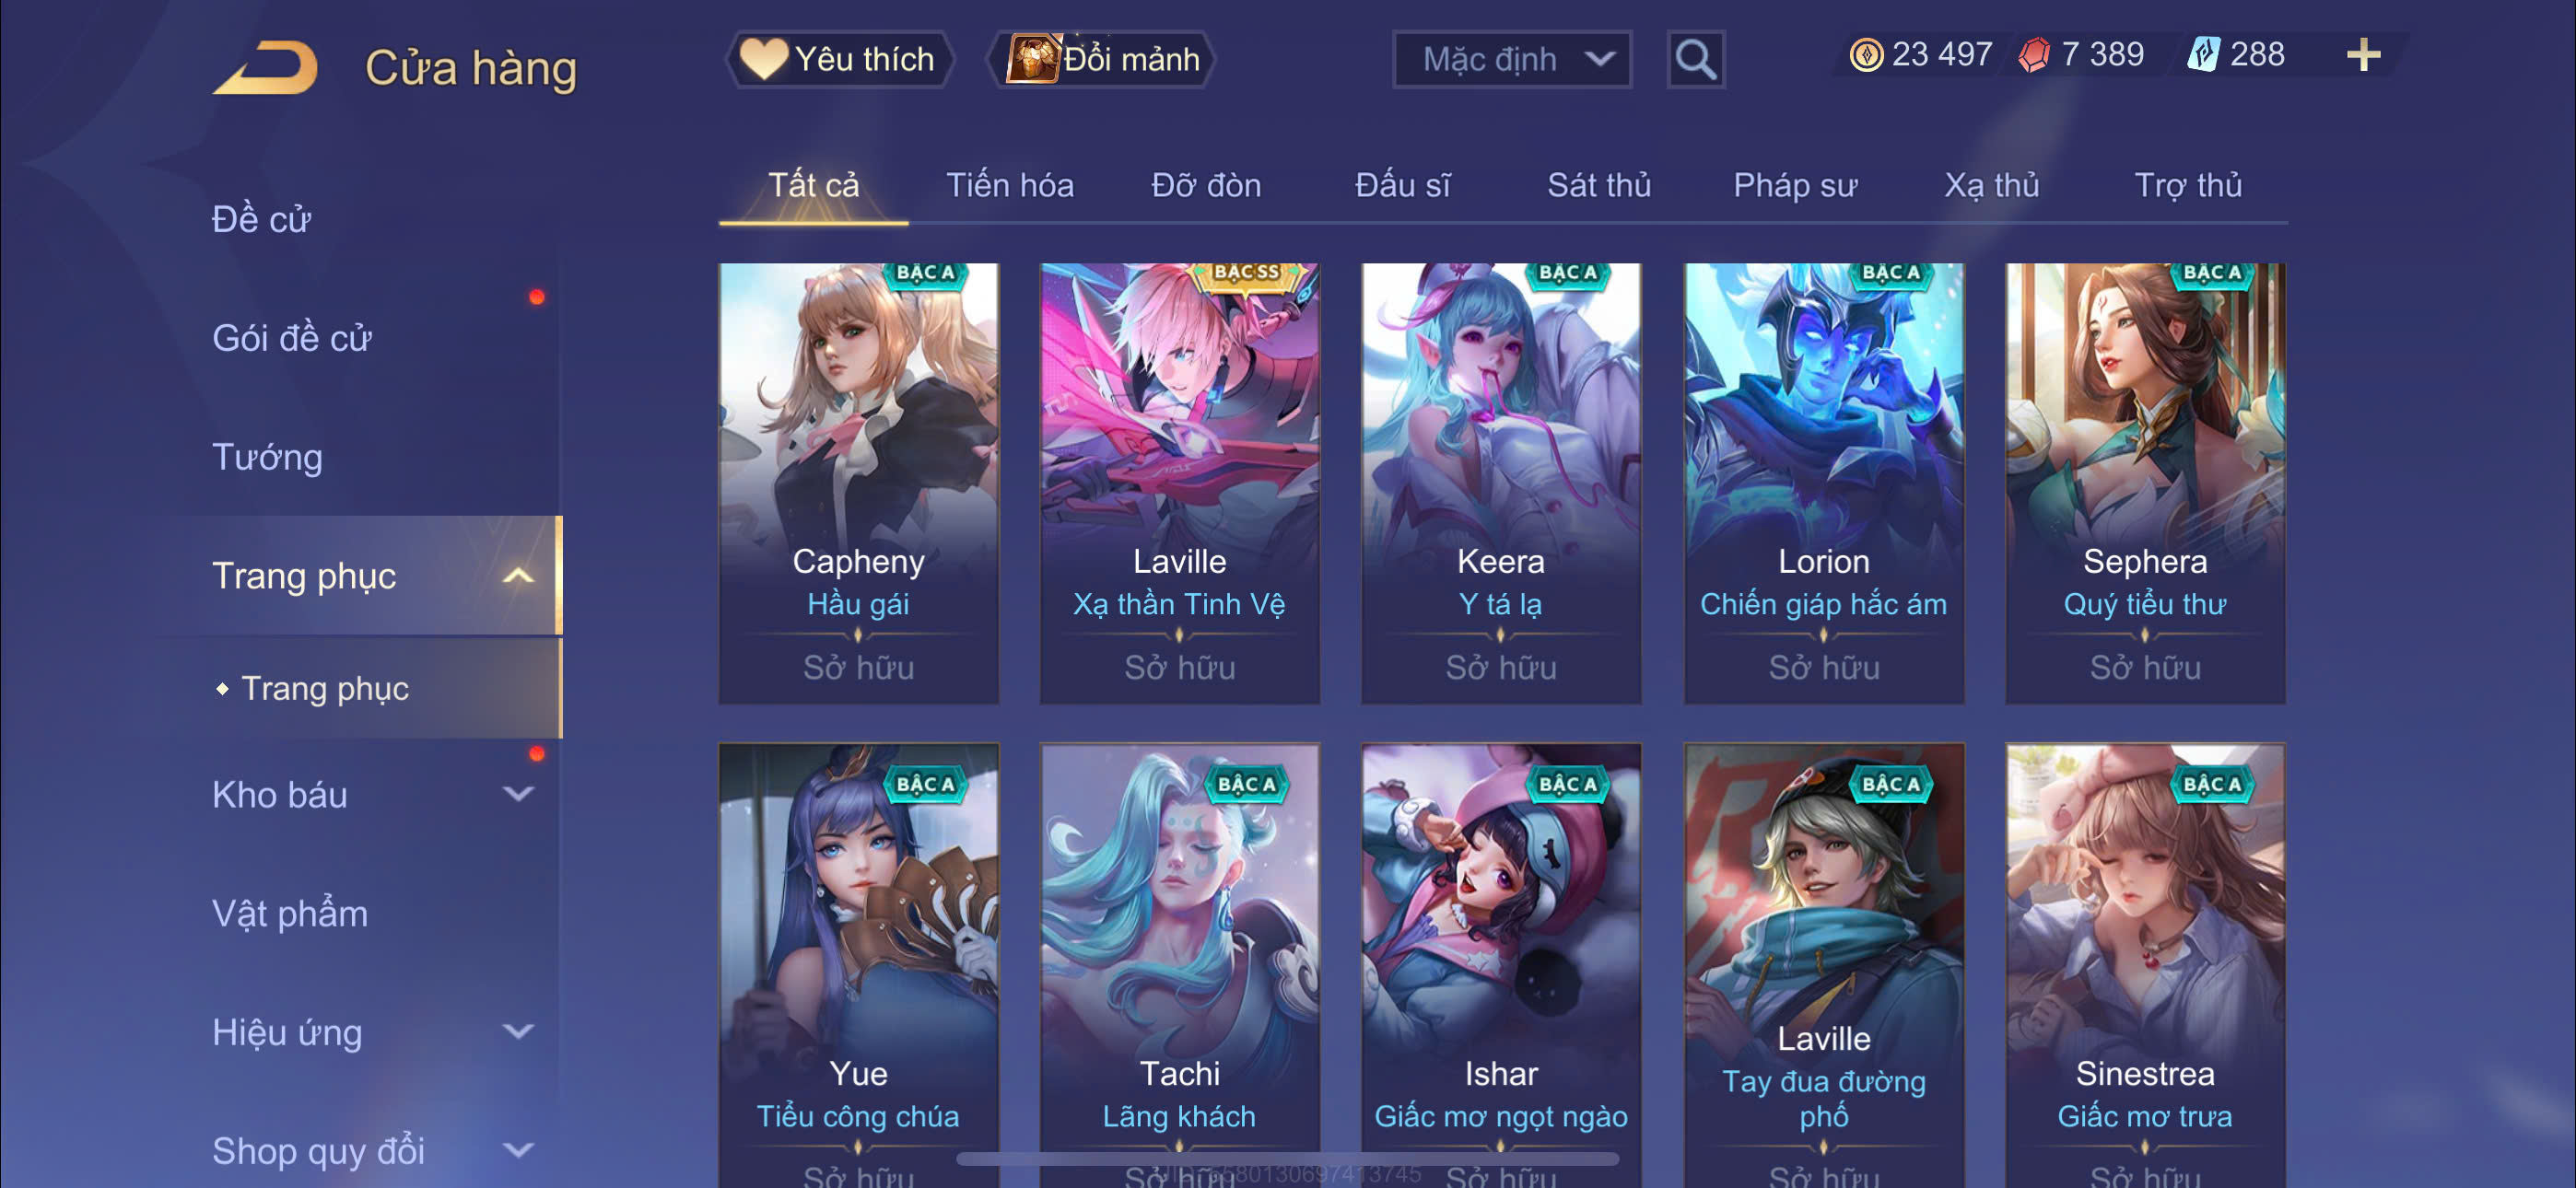 Cửa hàng
Yêu thích
Đổi mảnh
Mặc định
23 497
7 389
288
Tất cả
Tiến hóa
Đỡ đòn
Đấu sĩ
Sát thủ
Pháp sư
Xạ thủ
Trợ thủ
Đề cử
Gói đề cử
Tướng
Trang phục
Trang phục
Kho báu
Vật phẩm
Hiệu ứng
Shop quy đổi
BẬC A
Capheny
Hầu gái
Sở hữu
BẬC SS
Laville
Xạ thần Tinh Vệ
Sở hữu
BẬC A
Keera
Y tá lạ
Sở hữu
BẬC A
Lorion
Chiến giáp hắc ám
Sở hữu
BẬC A
Sephera
Quý tiểu thư
Sở hữu
BẬC A
Yue
Tiểu công chúa
Sở hữu
BẬC A
Tachi
Lãng khách
Sở hữu
BẬC A
Ishar
Giấc mơ ngọt ngào
Sở hữu
BẬC A
Laville
Tay đua đường
phố
Sở hữu
BẬC A
Sinestrea
Giấc mơ trưa
Sở hữu